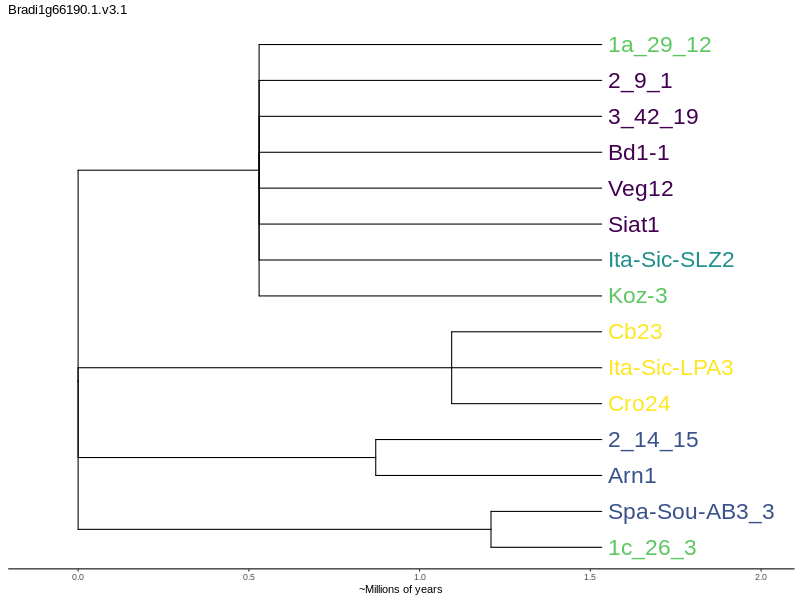 Bradi1g66190.1.v3.1
1a_29_12
2_9_1
3_42_19
Bd1-1
Veg12
Siat1
Ita-Sic-SLZ2
Koz-3
Cb23
Ita-Sic-LPA3
Cro24
2_14_15
Arn1
Spa-Sou-AB3_3
1c_26_3
0.0 0.5 1.0 1.5 2.0
~Millions of years